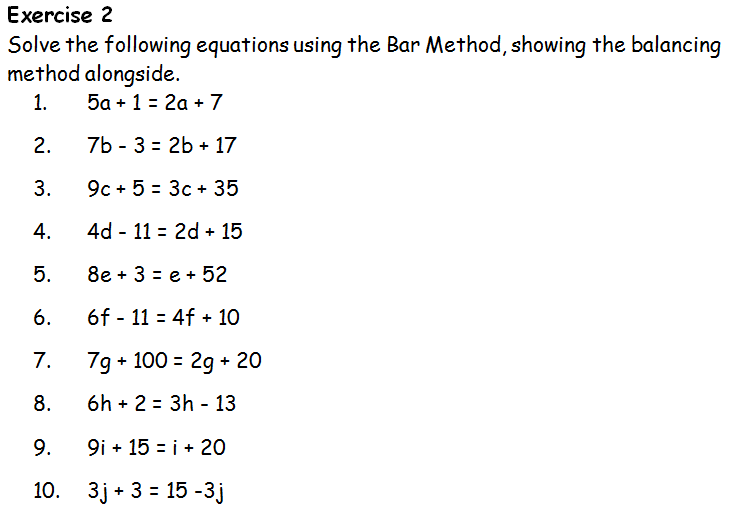 Exercise 2
Solve the following equations using the Bar Method, showing the balancing
method alongside.
1. 5a + 1 = 2a + 7
2. 7b - 3 = 2b + 17
3. 9c + 5 = 3c + 35
4. 4d - 11 = 2d + 15
5. 8e + 3 = e + 52
6. 6f - 11 = 4f + 10
7. 7g + 100 = 2g + 20
8. 6h + 2 = 3h - 13
9. 9i + 15 = i + 20
10. 3j + 3 = 15 -3j